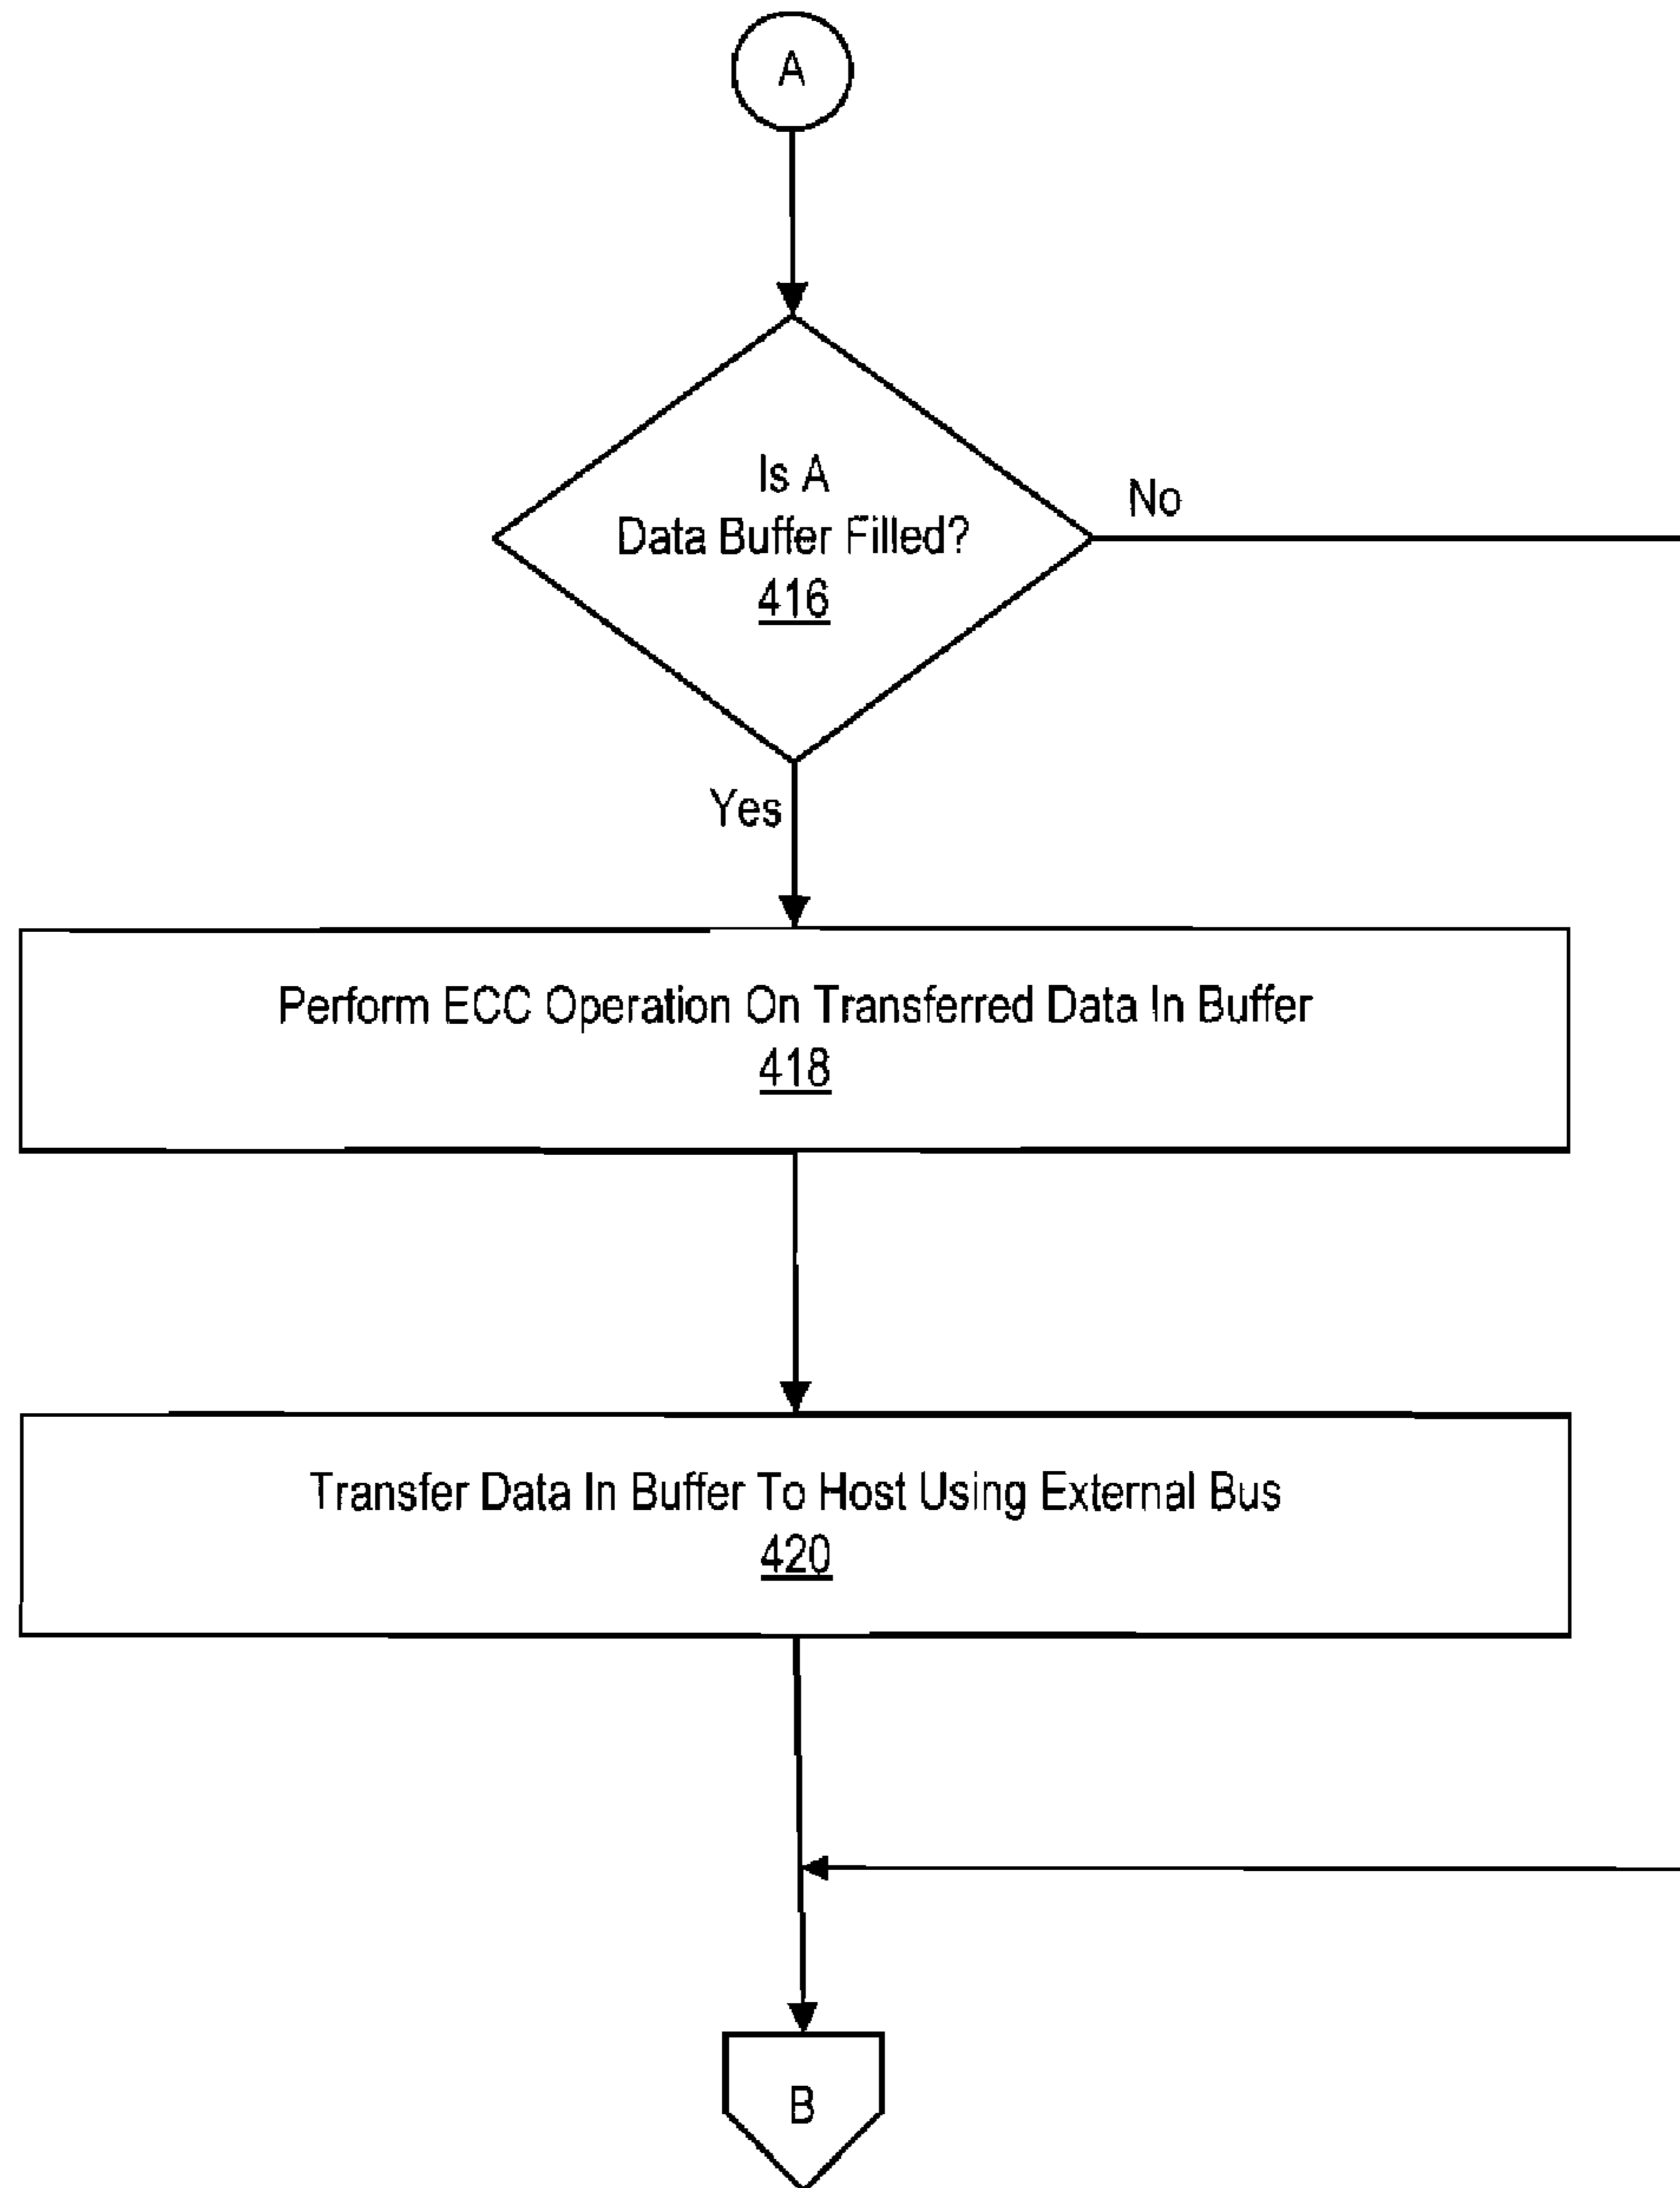 A
Is A
Data Buffer Filled?
416
No
Yes
Perform ECC Operation On Transferred Data In Buffer
418
Transfer Data In Buffer To Host Using External Bus
420
B